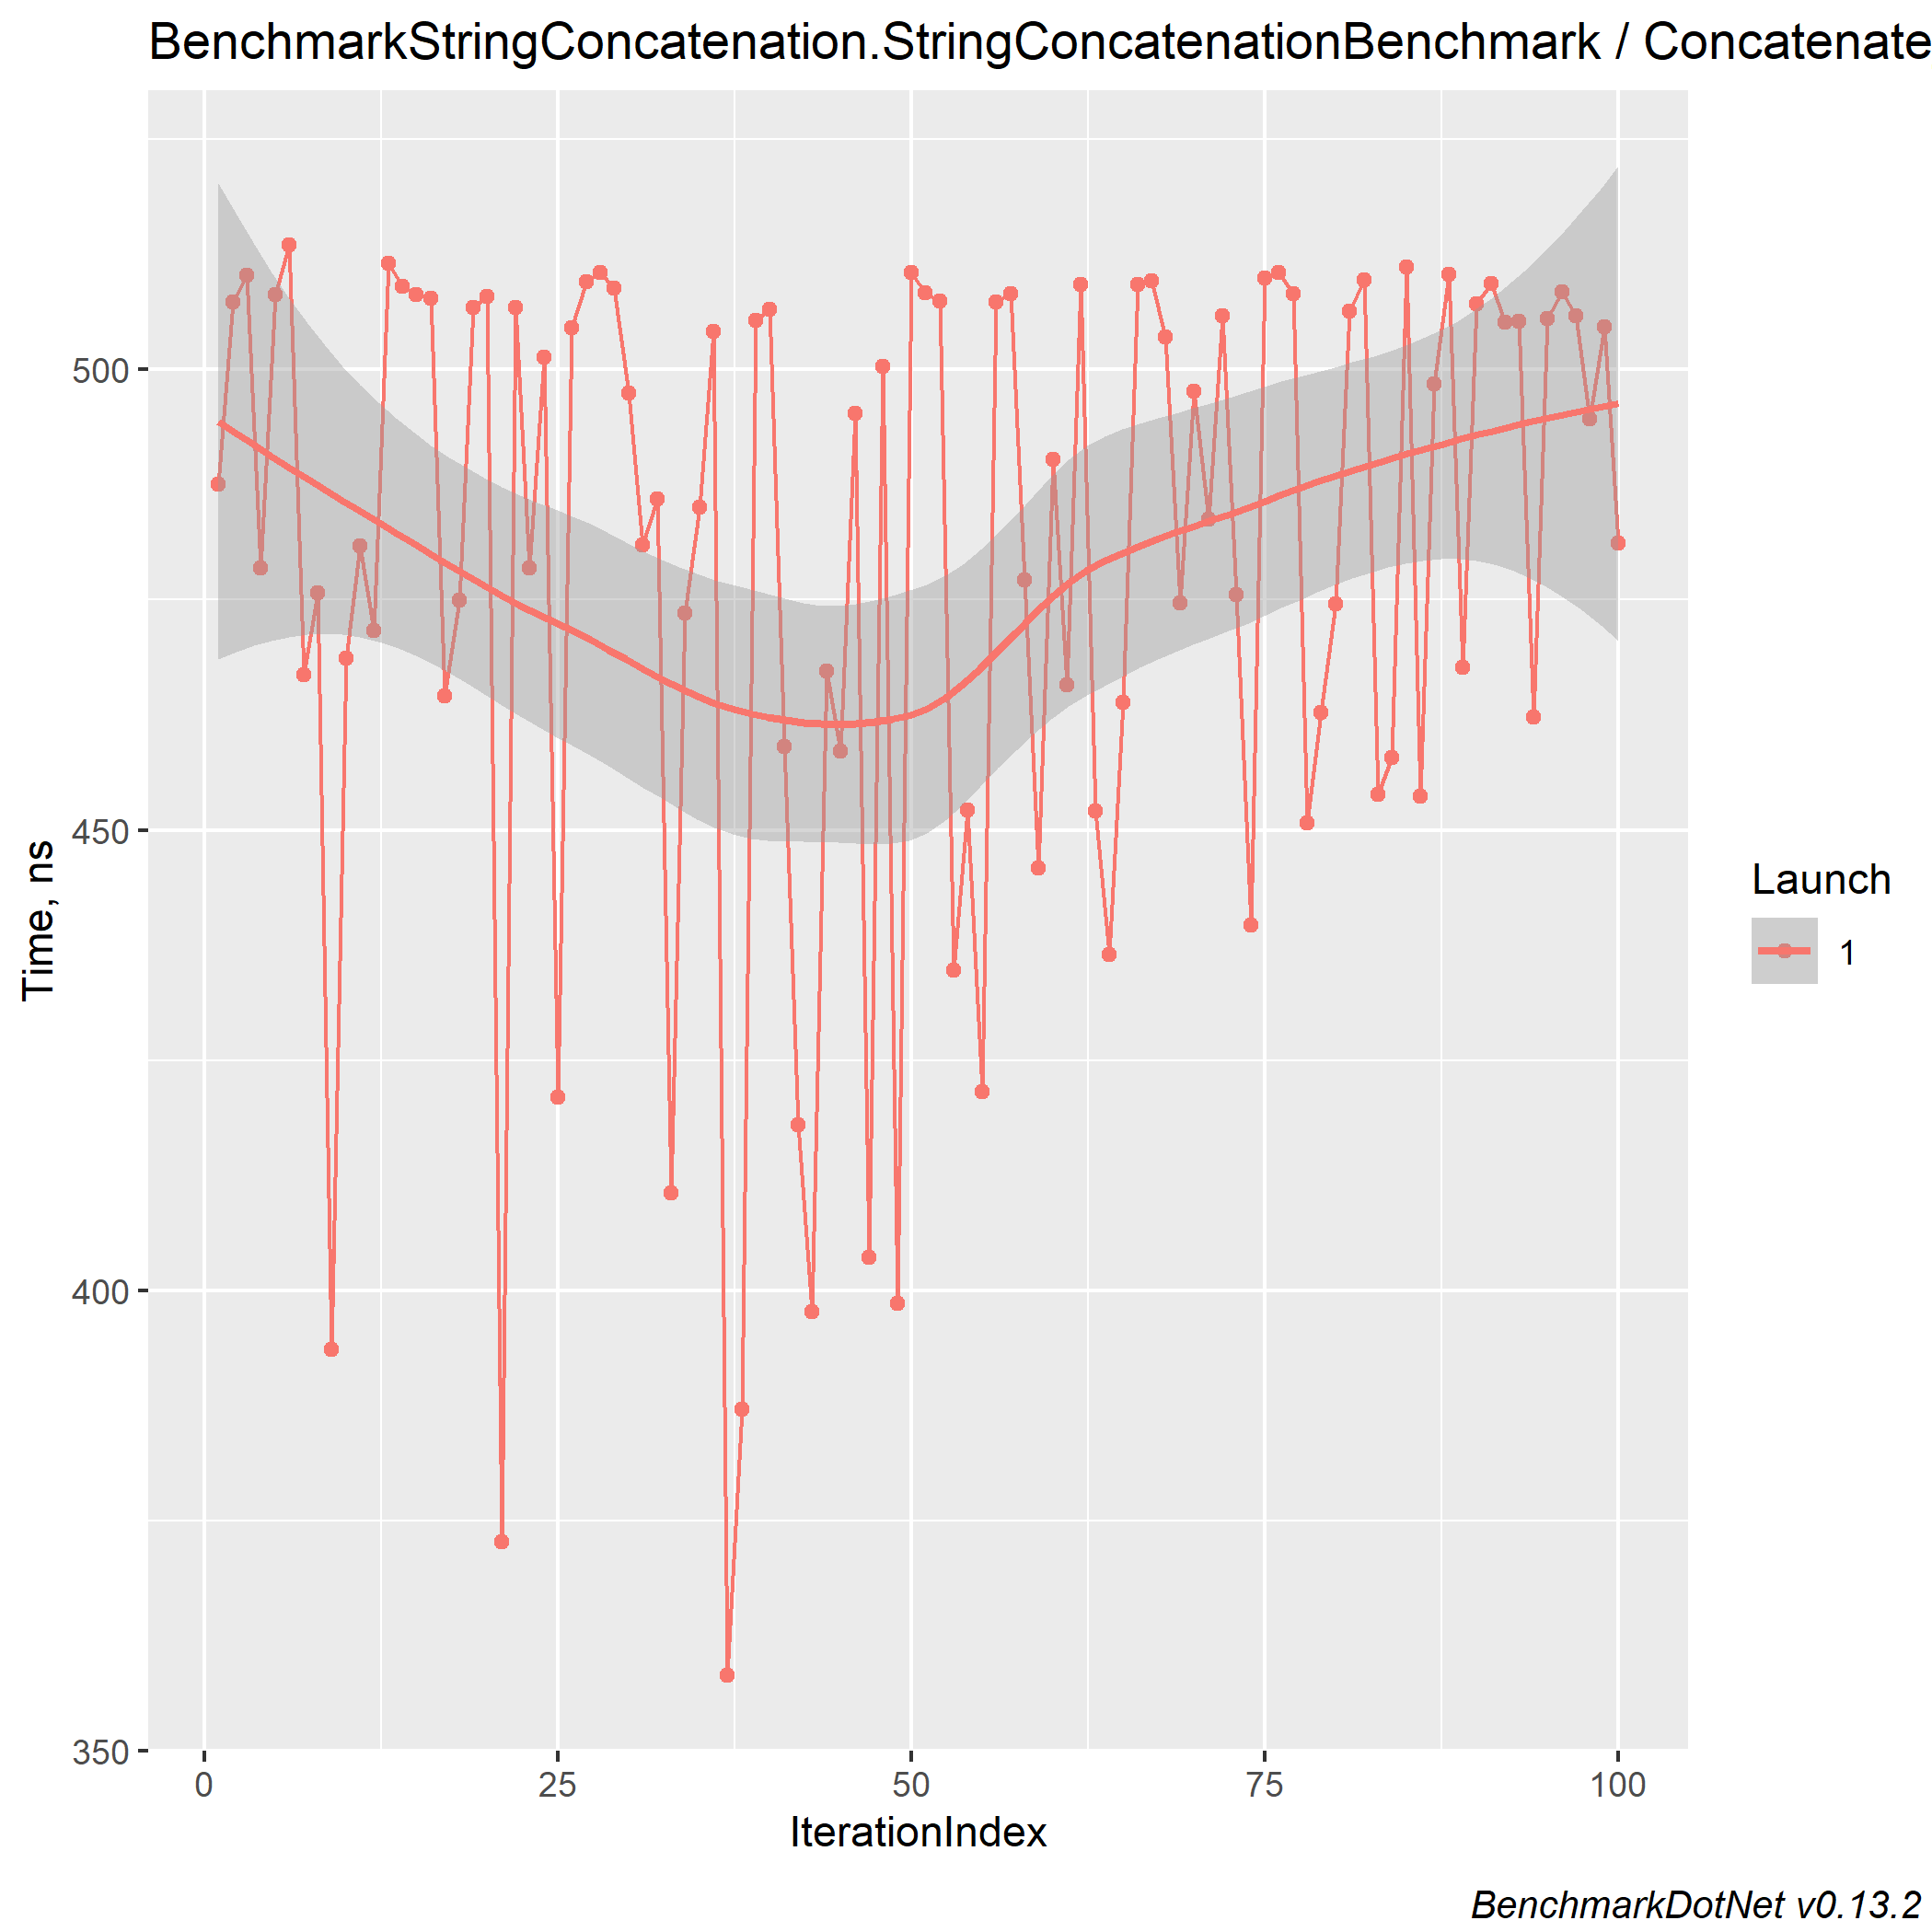 BenchmarkStringConcatenation.StringConcatenationBenchmark / Concatenate
500
450
400
350
Time, ns
0 25 50 75 100
IterationIndex
Launch
1
BenchmarkDotNet v0.13.2